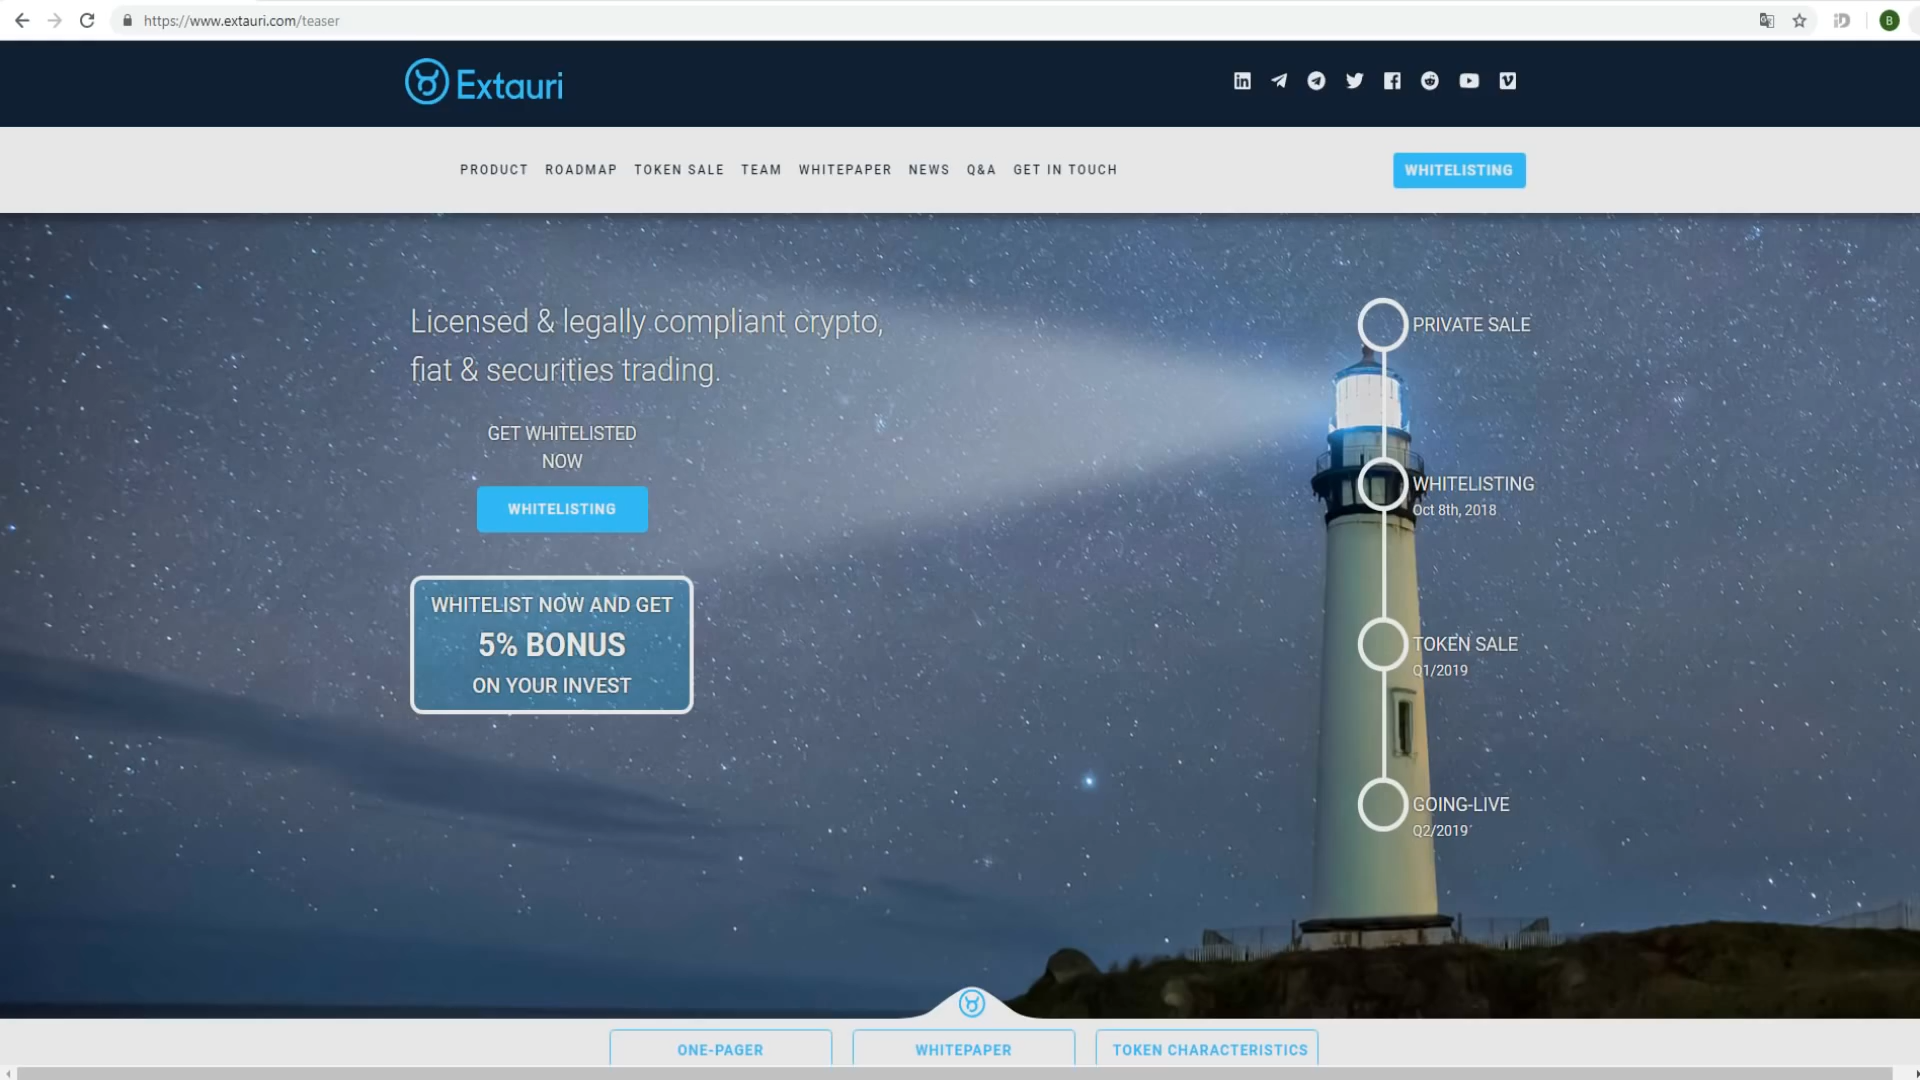 https://www.extauri.com/teaser
B
Extauri
PRODUCT ROADMAP TOKEN SALE TEAM WHITEPAPER NEWS Q&A GET IN TOUCH
WHITELISTING
Licensed & legally compliant crypto,
fiat & securities trading.
GET WHITELISTED
NOW
WHITELISTING
WHITELIST NOW AND GET
5% BONUS
ON YOUR INVEST
PRIVATE SALE
WHITELISTING
Oct 8th, 2018
TOKEN SALE
Q1/2019
GOING-LIVE
Q2/2019
ONE-PAGER
WHITEPAPER
TOKEN CHARACTERISTICS